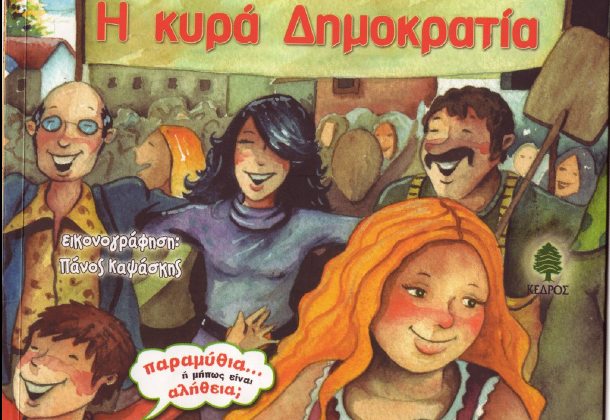 Η κυρά Δημοκρατία
εικονογράφηση:
Πάνος Καψάσκης
ΚΕΔΡΟΣ
παραμύθια...
ή μήπως είναι
αλήθεια;